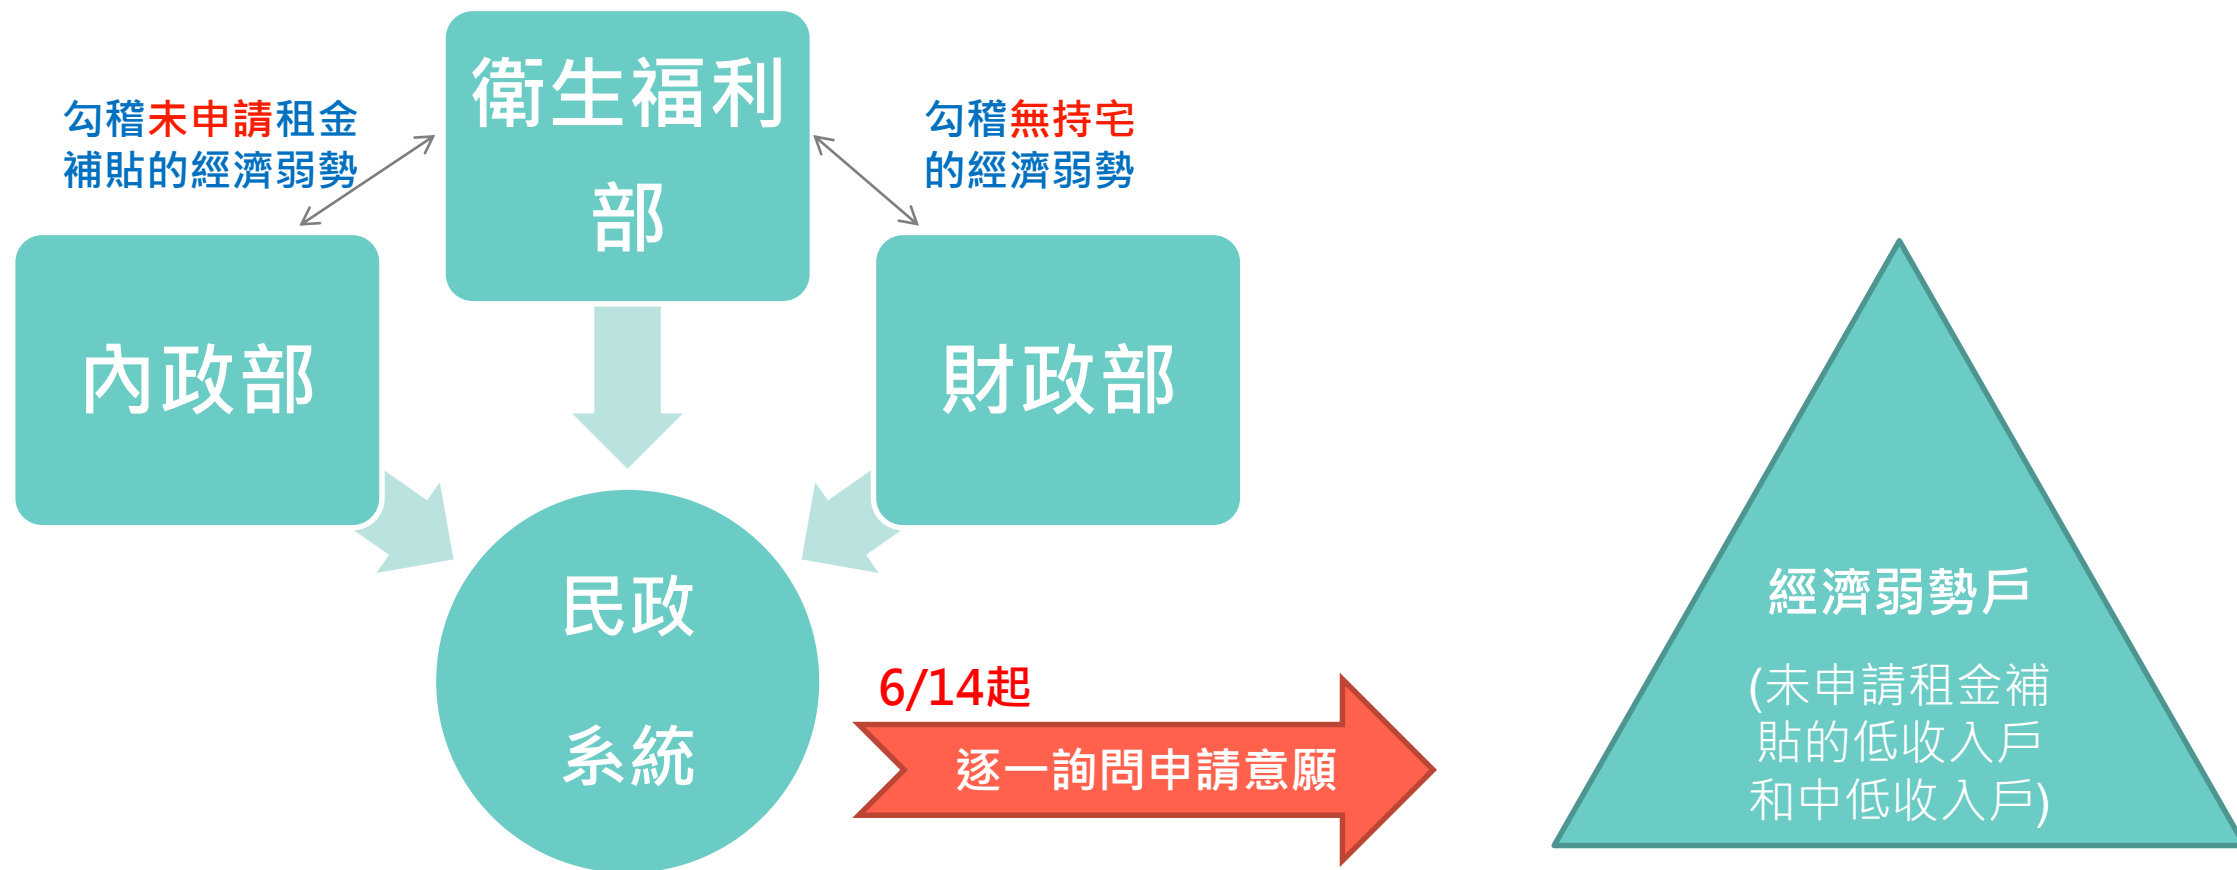 衛生福利
部
勾稽未申請租金
補貼的經濟弱勢
勾稽無持宅
的經濟弱勢
內政部
財政部
民政
系統
6/14起
逐一詢問申請意願
經濟弱勢戶
(未申請租金補
貼的低收入戶
和中低收入戶)